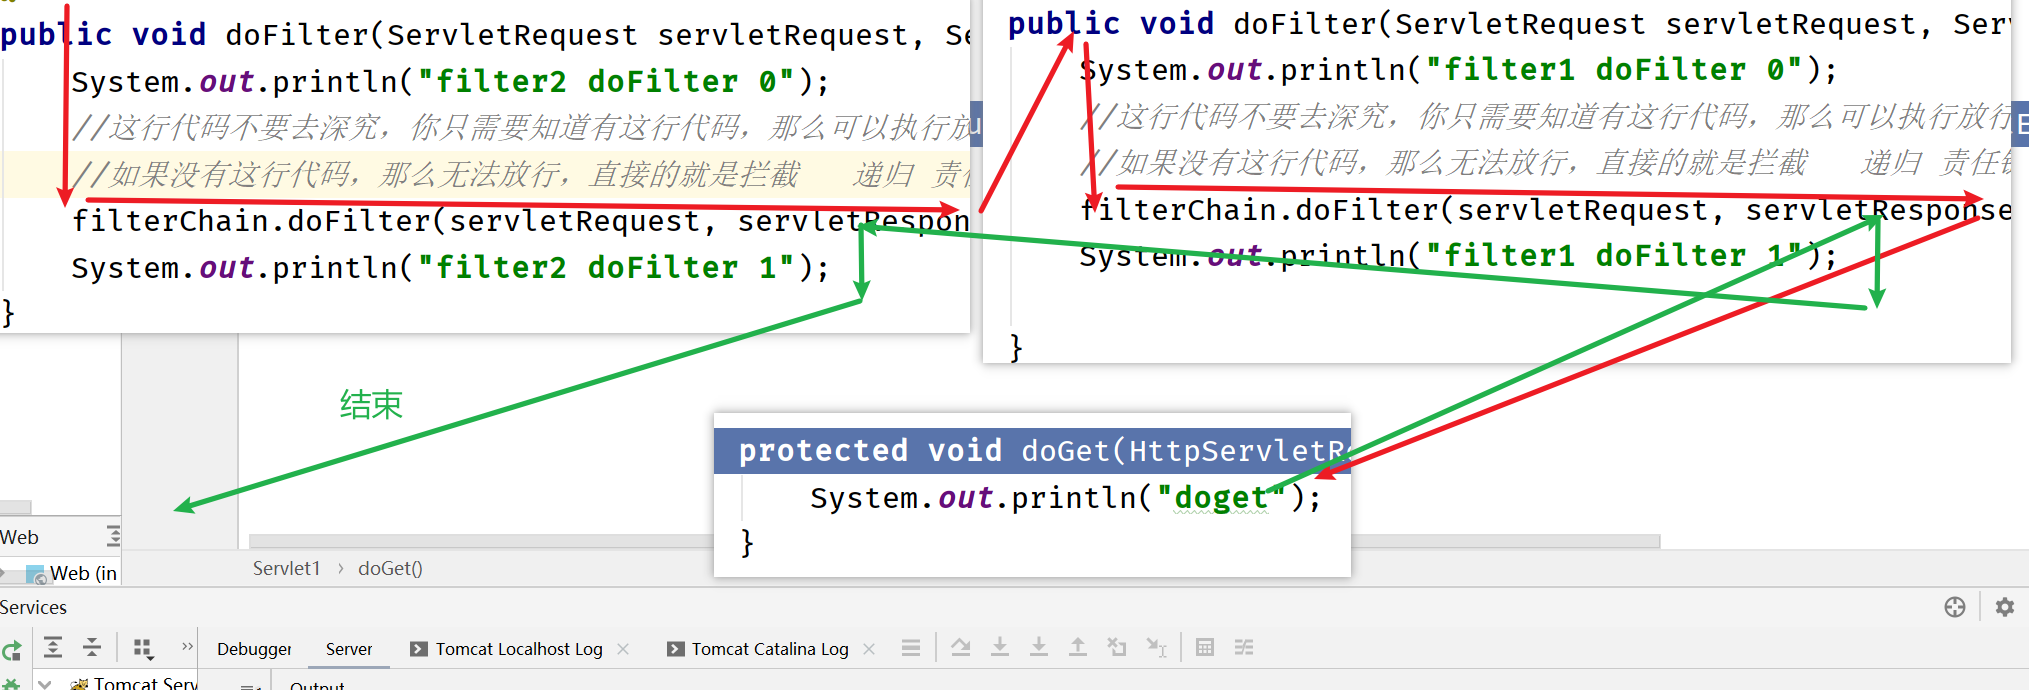 public void doFilter(ServletRequest servletRequest, Se
System.out.println("filter2 doFilter 0");
//这行代码不要去深究，你只需要知道有这行代码，那么可以执行放
//如果没有这行代码，那么无法放行，直接的就是拦截 递归 责任
filterChain.doFilter(servletRequest, servletRespon
System.out.println("filter2 doFilter 1");
}
public void doFilter(ServletRequest servletRequest, Serv
System.out.println("filter1 doFilter 0");
//这行代码不要去深究，你只需要知道有这行代码，那么可以执行放行
//如果没有这行代码，那么无法放行，直接的就是拦截 递归 责任链
filterChain.doFilter(servletRequest, servletResponse
System.out.println("filter1 doFilter 1");
}
结束
protected void doGet(HttpServletRe
System.out.println("doget");
}
Web
Web (in
Servlet1 › doGet()
Services
Debugger
Server
Tomcat Localhost Log
Tomcat Catalina Log
Tomcat Serv
Output